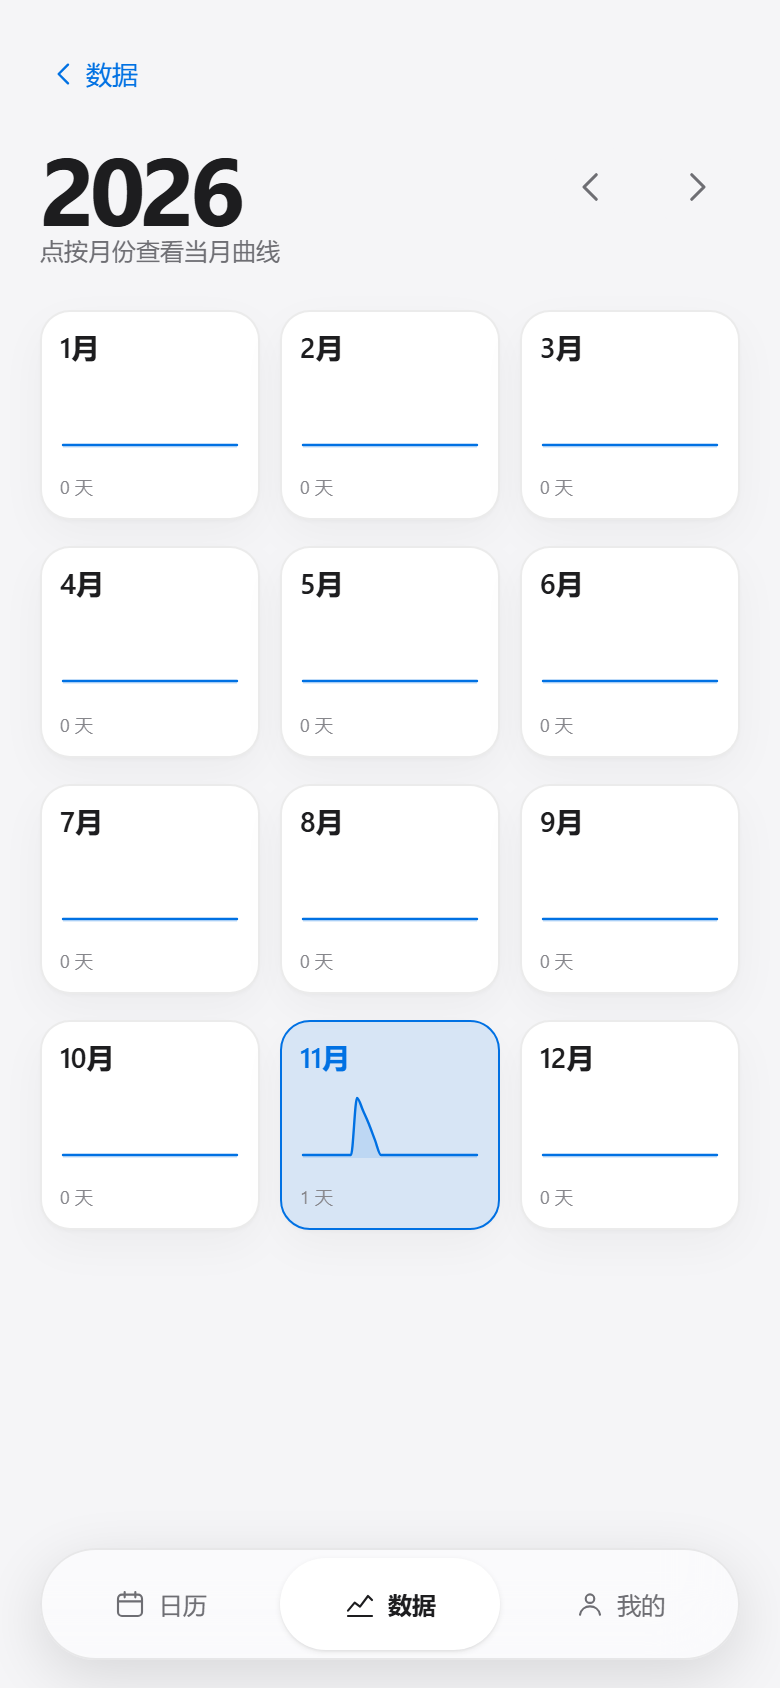 数据
2026
点按月份查看当月曲线
1月
2月
3月
0 天
0 天
0 天
4月
5月
6月
0 天
0 天
0 天
7月
8月
9月
0 天
0 天
0 天
10月
11月
12月
0 天
1 天
0 天
日历
数据
我的